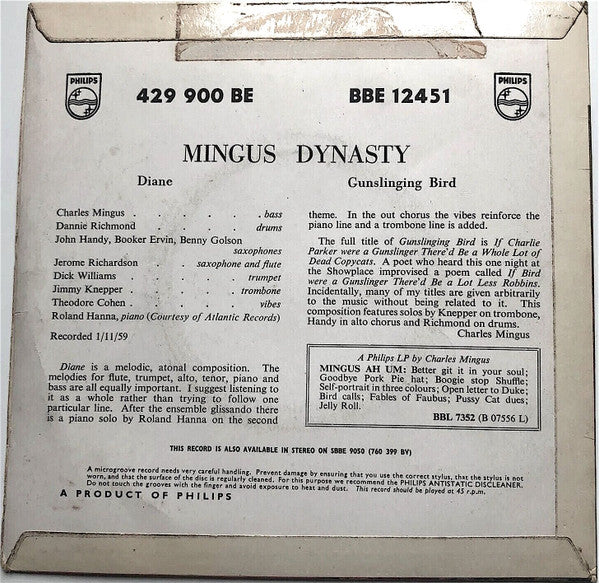 PHILIPS
429 900 BE BBE 12451
PHILIPS
MINGUS DYNASTY
Diane Gunslinging Bird
Charles Mingus . . . . . . bass
Dannie Richmond . . . . . drums
John Handy, Booker Ervin, Benny Golson
saxophones
Jerome Richardson saxophone and flute
Dick Williams . . . . . trumpet
Jimmy Knepper . . . . trombone
Theodore Cohen . . . . . vibes
Roland Hanna, piano (Courtesy of Atlantic Records)
Recorded 1/11/59
Diane is a melodic, atonal composition. The
melodies for flute, trumpet, alto, tenor, piano and
bass are all equally important. I suggest listening to
it as a whole rather than trying to follow one
particular line. After the ensemble glissando there
is a piano solo by Roland Hanna on the second
theme. In the out chorus the vibes reinforce the
piano line and a trombone line is added.
The full title of Gunslinging Bird is If Charlie
Parker were a Gunslinger There'd Be a Whole Lot of
Dead Copycats. A poet who heard this one night at
the Showplace improvised a poem called If Bird
were a Gunslinger There'd Be a Lot Less Robbins.
Incidentally, many of my titles are given arbitrarily
to the music without being related to it. This
composition features solos by Knepper on trombone,
Handy in alto chorus and Richmond on drums.
Charles Mingus
A Philips LP by Charles Mingus
MINGUS AH UM: Better git it in your soul;
Goodbye Pork Pie hat; Boogie stop Shuffle;
Self-portrait in three colours; Open letter to Duke;
Bird calls; Fables of Faubus; Pussy Cat dues;
Jelly Roll.
BBL 7352 (B 07556 L)
THIS RECORD IS ALSO AVAILABLE IN STEREO ON SBBE 9050 (760 399 BY)
A microgroove record needs very careful handling. Prevent damage by ensuring that you use the correct stylus, that the stylus is not
worn, and that the surface of the disc is regularly cleaned. For this purpose we recommend the PHILIPS ANTISTATIC DISCLEANER.
Do not touch the grooves with the finger and avoid exposure to heat and dust. This record should be played at 45 r.p.m.
A PRODUCT OF PHILIPS